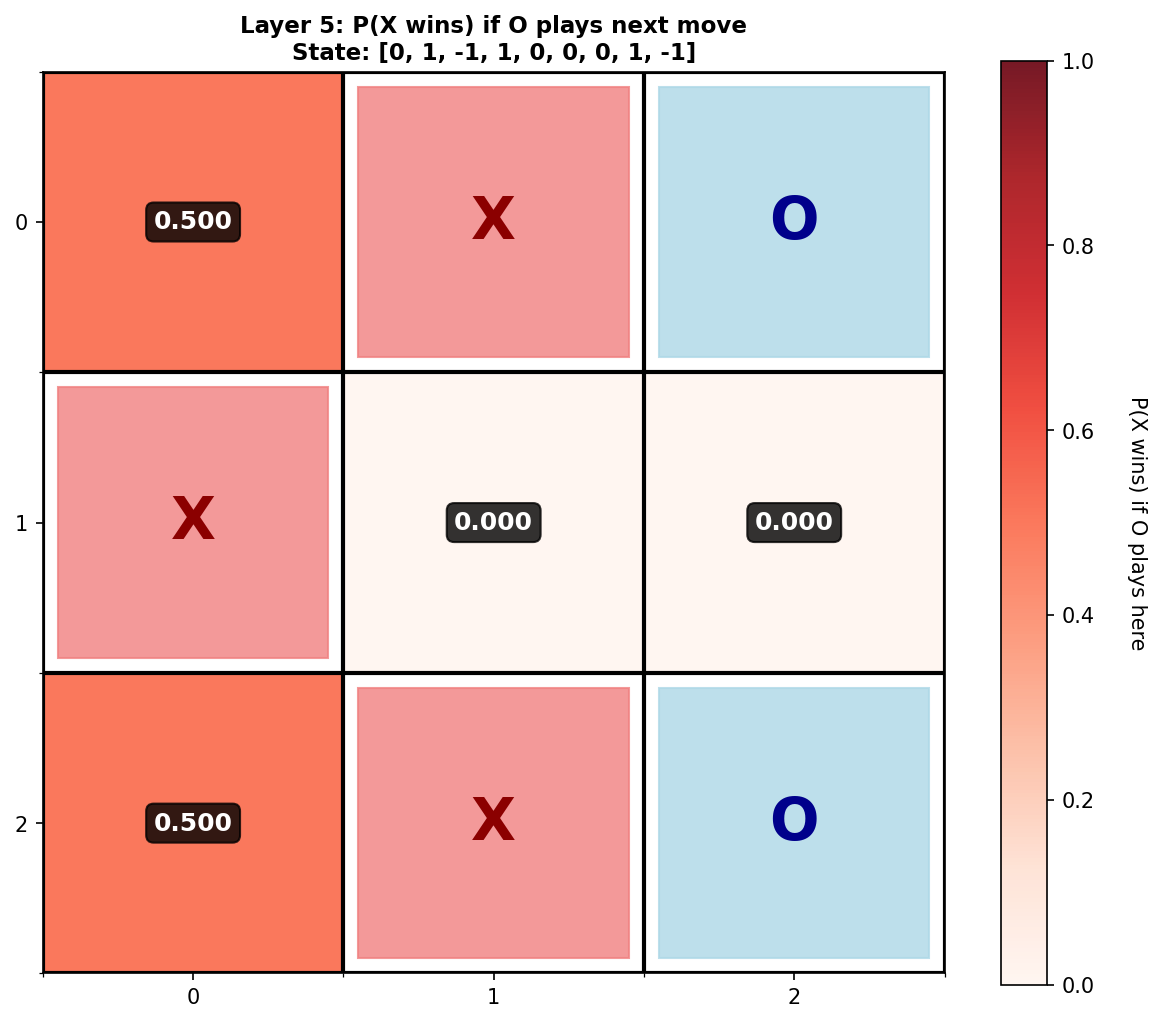 Layer 5: P(X wins) if O plays next move
State: [0, 1, -1, 1, 0, 0, 0, 1, -1]
0
0.500
X
O
1
X
0.000
0.000
2
0.500
X
O
0
1
2
1.0
0.8
0.6
0.4
0.2
0.0
P(X wins) if O plays here